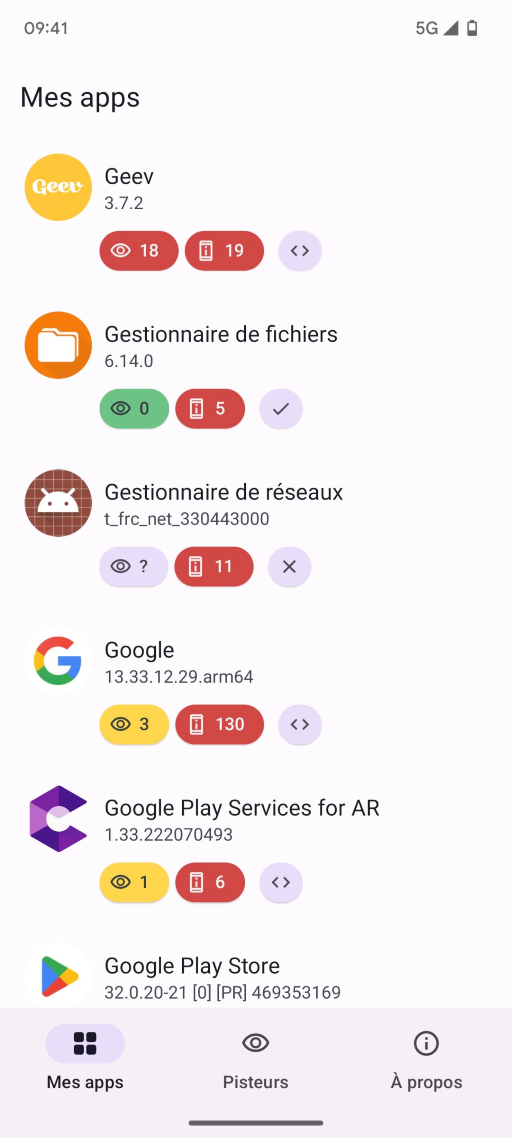 09:41 5G
Mes apps
Geev
Geev
3.7.2
18 19
Gestionnaire de fichiers
6.14.0
0 5
Gestionnaire de réseaux
t_frc_net_330443000
? 11
Google
13.33.12.29.arm64
3 130
Google Play Services for AR
1.33.222070493
1 6
Google Play Store
32.0.20-21 [0] [PR] 469353169
Mes apps Pisteurs À propos